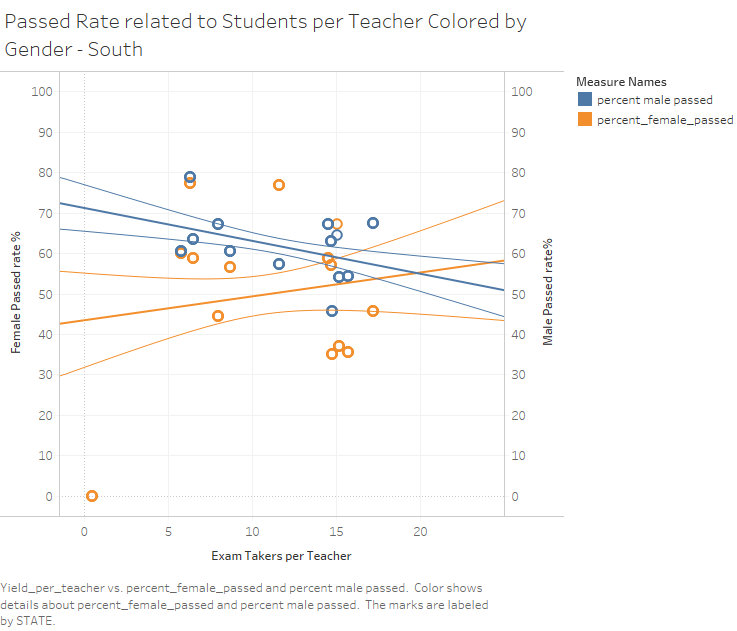 Passed Rate related to Students per Teacher Colored by
Gender - South
Measure Names
percent male passed
percent_female_passed
100
90
80
70
60
50
40
30
20
10
0
Female Passed rate %
100
90
80
70
60
50
40
30
20
10
0
Male Passed rate%
0
5
10
15
20
Exam Takers per Teacher
Yield_per_teacher vs. percent_female_passed and percent male passed. Color shows
details about percent_female_passed and percent male passed. The marks are labeled
by STATE.